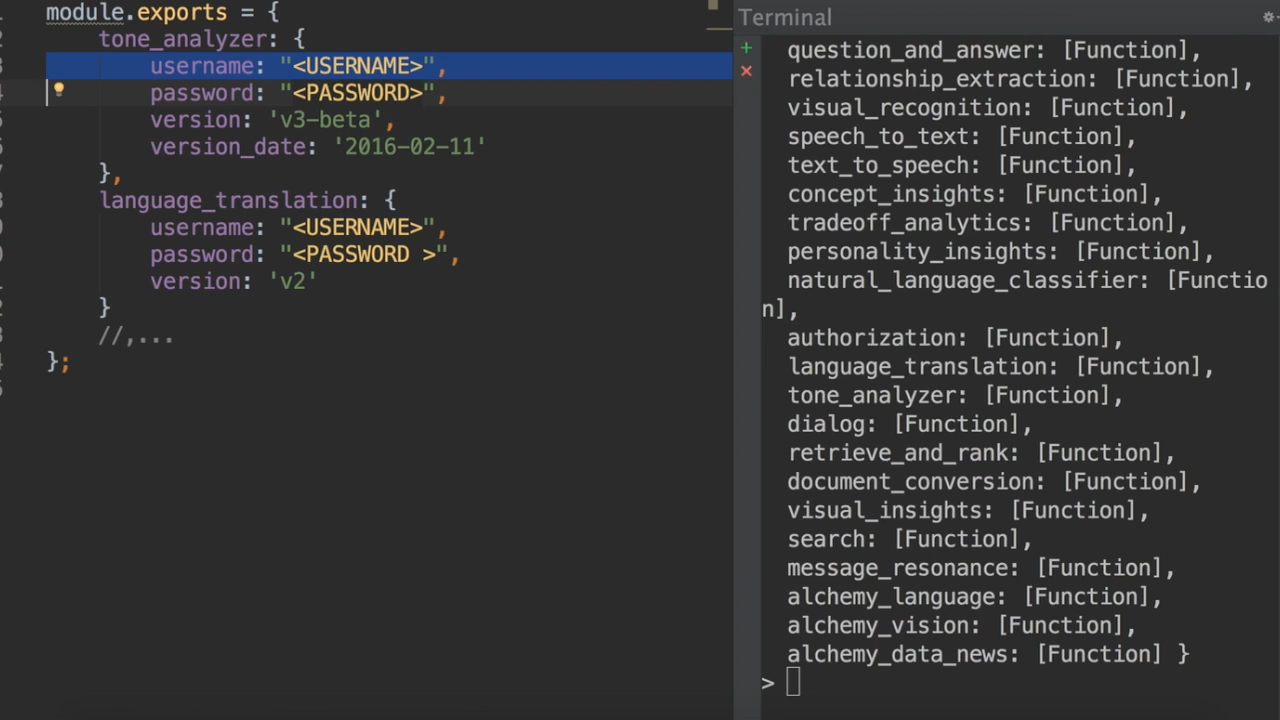 module.exports = {
tone_analyzer: {
username: "<USERNAME>",
password: "<PASSWORD>",
version: 'v3-beta',
version_date: '2016-02-11'
},
language_translation: {
username: "<USERNAME>",
password: "<PASSWORD >",
version: 'v2'
}
//,...
};
Terminal
question_and_answer: [Function],
relationship_extraction: [Function],
visual_recognition: [Function],
speech_to_text: [Function],
text_to_speech: [Function],
concept_insights: [Function],
tradeoff_analytics: [Function],
personality_insights: [Function],
natural_language_classifier: [Functio
n],
authorization: [Function],
language_translation: [Function],
tone_analyzer: [Function],
dialog: [Function],
retrieve_and_rank: [Function],
document_conversion: [Function],
visual_insights: [Function],
search: [Function],
message_resonance: [Function],
alchemy_language: [Function],
alchemy_vision: [Function],
alchemy_data_news: [Function] }
>